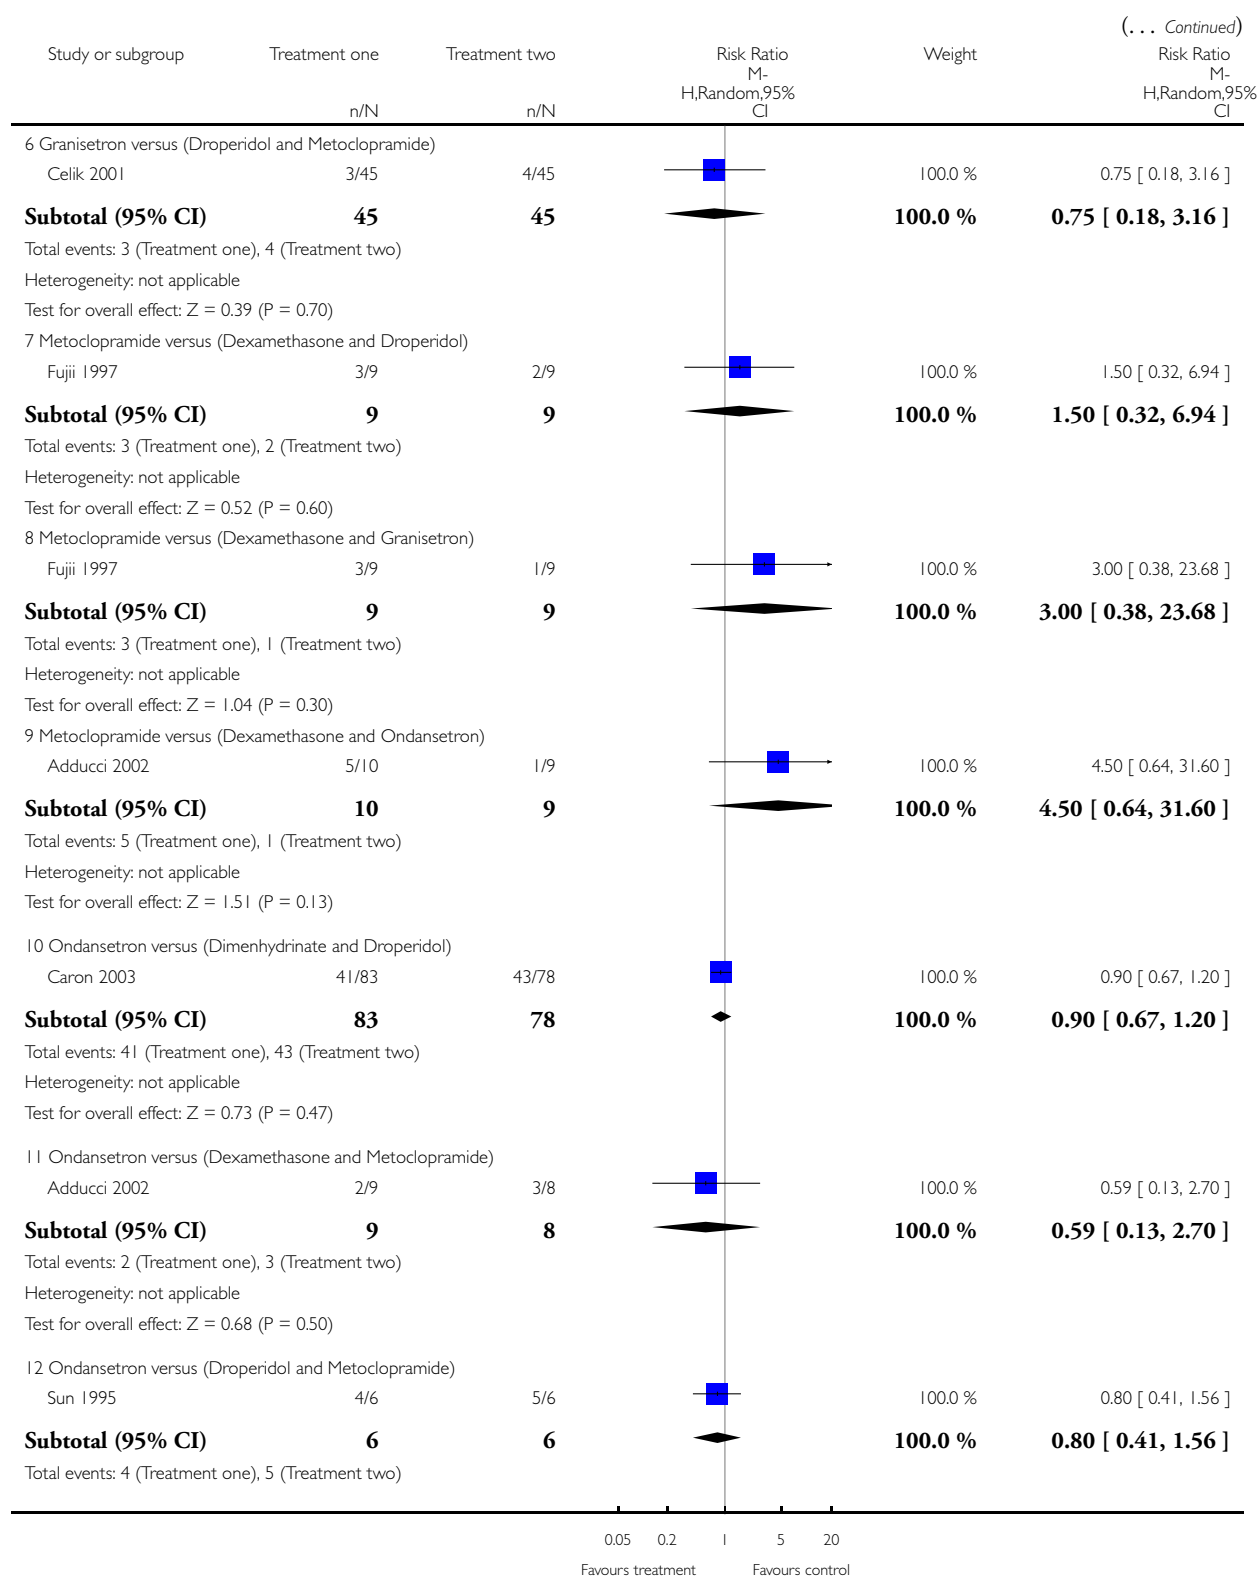 (... Continued)
Study or subgroup Treatment one Treatment two Risk Ratio Weight Risk Ratio
M- M-
H,Random,95% H,Random,95%
n/N n/N CI CI
6 Granisetron versus (Droperidol and Metoclopramide)
Celik 2001 3/45 4/45 100.0 % 0.75 [ 0.18, 3.16 ]
Subtotal (95% CI) 45 45 100.0 % 0.75 [ 0.18, 3.16 ]
Total events: 3 (Treatment one), 4 (Treatment two)
Heterogeneity: not applicable
Test for overall effect: Z = 0.39 (P = 0.70)
7 Metoclopramide versus (Dexamethasone and Droperidol)
Fujii 1997 3/9 2/9 100.0 % 1.50 [ 0.32, 6.94 ]
Subtotal (95% CI) 9 9 100.0 % 1.50 [ 0.32, 6.94 ]
Total events: 3 (Treatment one), 2 (Treatment two)
Heterogeneity: not applicable
Test for overall effect: Z = 0.52 (P = 0.60)
8 Metoclopramide versus (Dexamethasone and Granisetron)
Fujii 1997 3/9 1/9 100.0 % 3.00 [ 0.38, 23.68 ]
Subtotal (95% CI) 9 9 100.0 % 3.00 [ 0.38, 23.68 ]
Total events: 3 (Treatment one), 1 (Treatment two)
Heterogeneity: not applicable
Test for overall effect: Z = 1.04 (P = 0.30)
9 Metoclopramide versus (Dexamethasone and Ondansetron)
Adducci 2002 5/10 1/9 100.0 % 4.50 [ 0.64, 31.60 ]
Subtotal (95% CI) 10 9 100.0 % 4.50 [ 0.64, 31.60 ]
Total events: 5 (Treatment one), 1 (Treatment two)
Heterogeneity: not applicable
Test for overall effect: Z = 1.51 (P = 0.13)
10 Ondansetron versus (Dimenhydrinate and Droperidol)
Caron 2003 41/83 43/78 100.0 % 0.90 [ 0.67, 1.20 ]
Subtotal (95% CI) 83 78 100.0 % 0.90 [ 0.67, 1.20 ]
Total events: 41 (Treatment one), 43 (Treatment two)
Heterogeneity: not applicable
Test for overall effect: Z = 0.73 (P = 0.47)
11 Ondansetron versus (Dexamethasone and Metoclopramide)
Adducci 2002 2/9 3/8 100.0 % 0.59 [ 0.13, 2.70 ]
Subtotal (95% CI) 9 8 100.0 % 0.59 [ 0.13, 2.70 ]
Total events: 2 (Treatment one), 3 (Treatment two)
Heterogeneity: not applicable
Test for overall effect: Z = 0.68 (P = 0.50)
12 Ondansetron versus (Droperidol and Metoclopramide)
Sun 1995 4/6 5/6 100.0 % 0.80 [ 0.41, 1.56 ]
Subtotal (95% CI) 6 6 100.0 % 0.80 [ 0.41, 1.56 ]
Total events: 4 (Treatment one), 5 (Treatment two)
0.05 0.2 1 5 20
Favours treatment Favours control